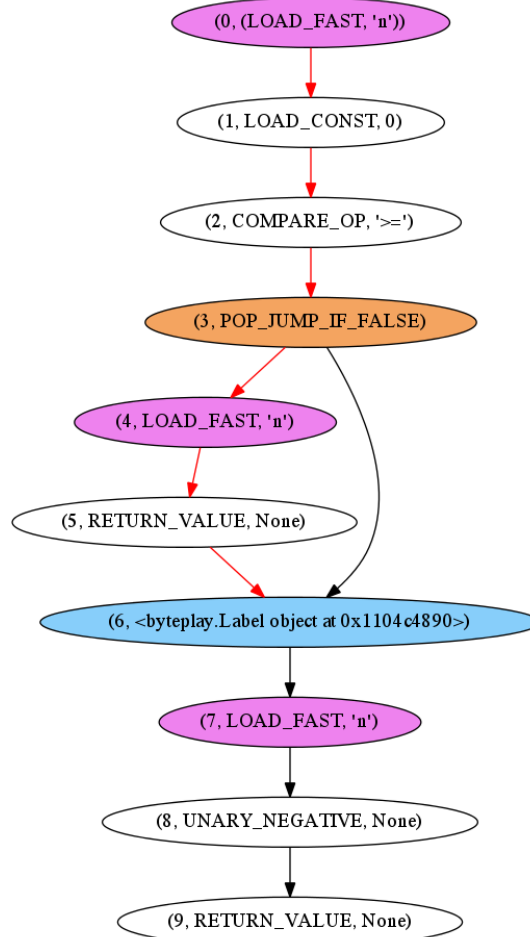 (0, (LOAD_FAST, 'n'))
(1, LOAD_CONST, 0)
(2, COMPARE_OP, '>=')
(3, POP_JUMP_IF_FALSE)
(4, LOAD_FAST, 'n')
(5, RETURN_VALUE, None)
(6, <byteplay.Label object at 0x1104c4890>)
(7, LOAD_FAST, 'n')
(8, UNARY_NEGATIVE, None)
(9, RETURN_VALUE, None)